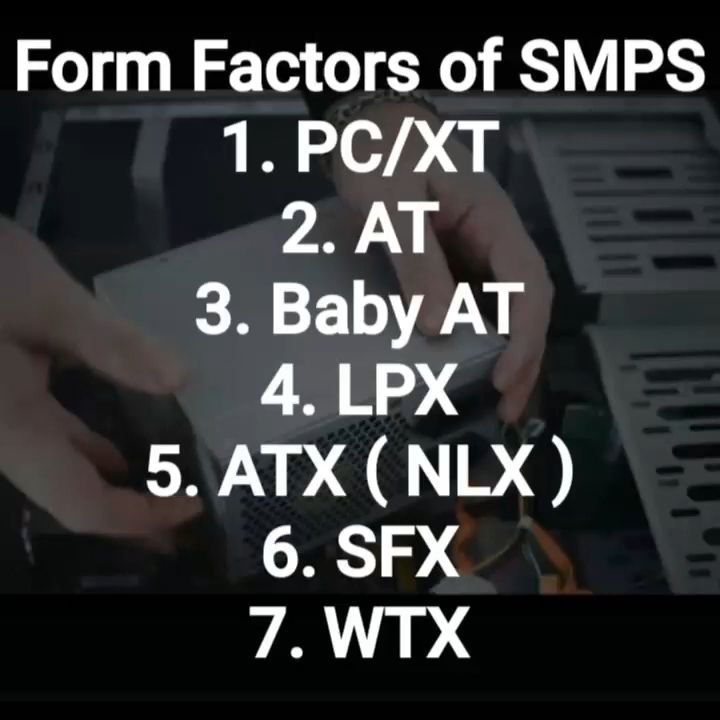 Form Factors of SMPS
1. PC/XT
2. AT
3. Baby AT
4. LPX
5. ATX ( NLX )
6. SFX
7. WTX